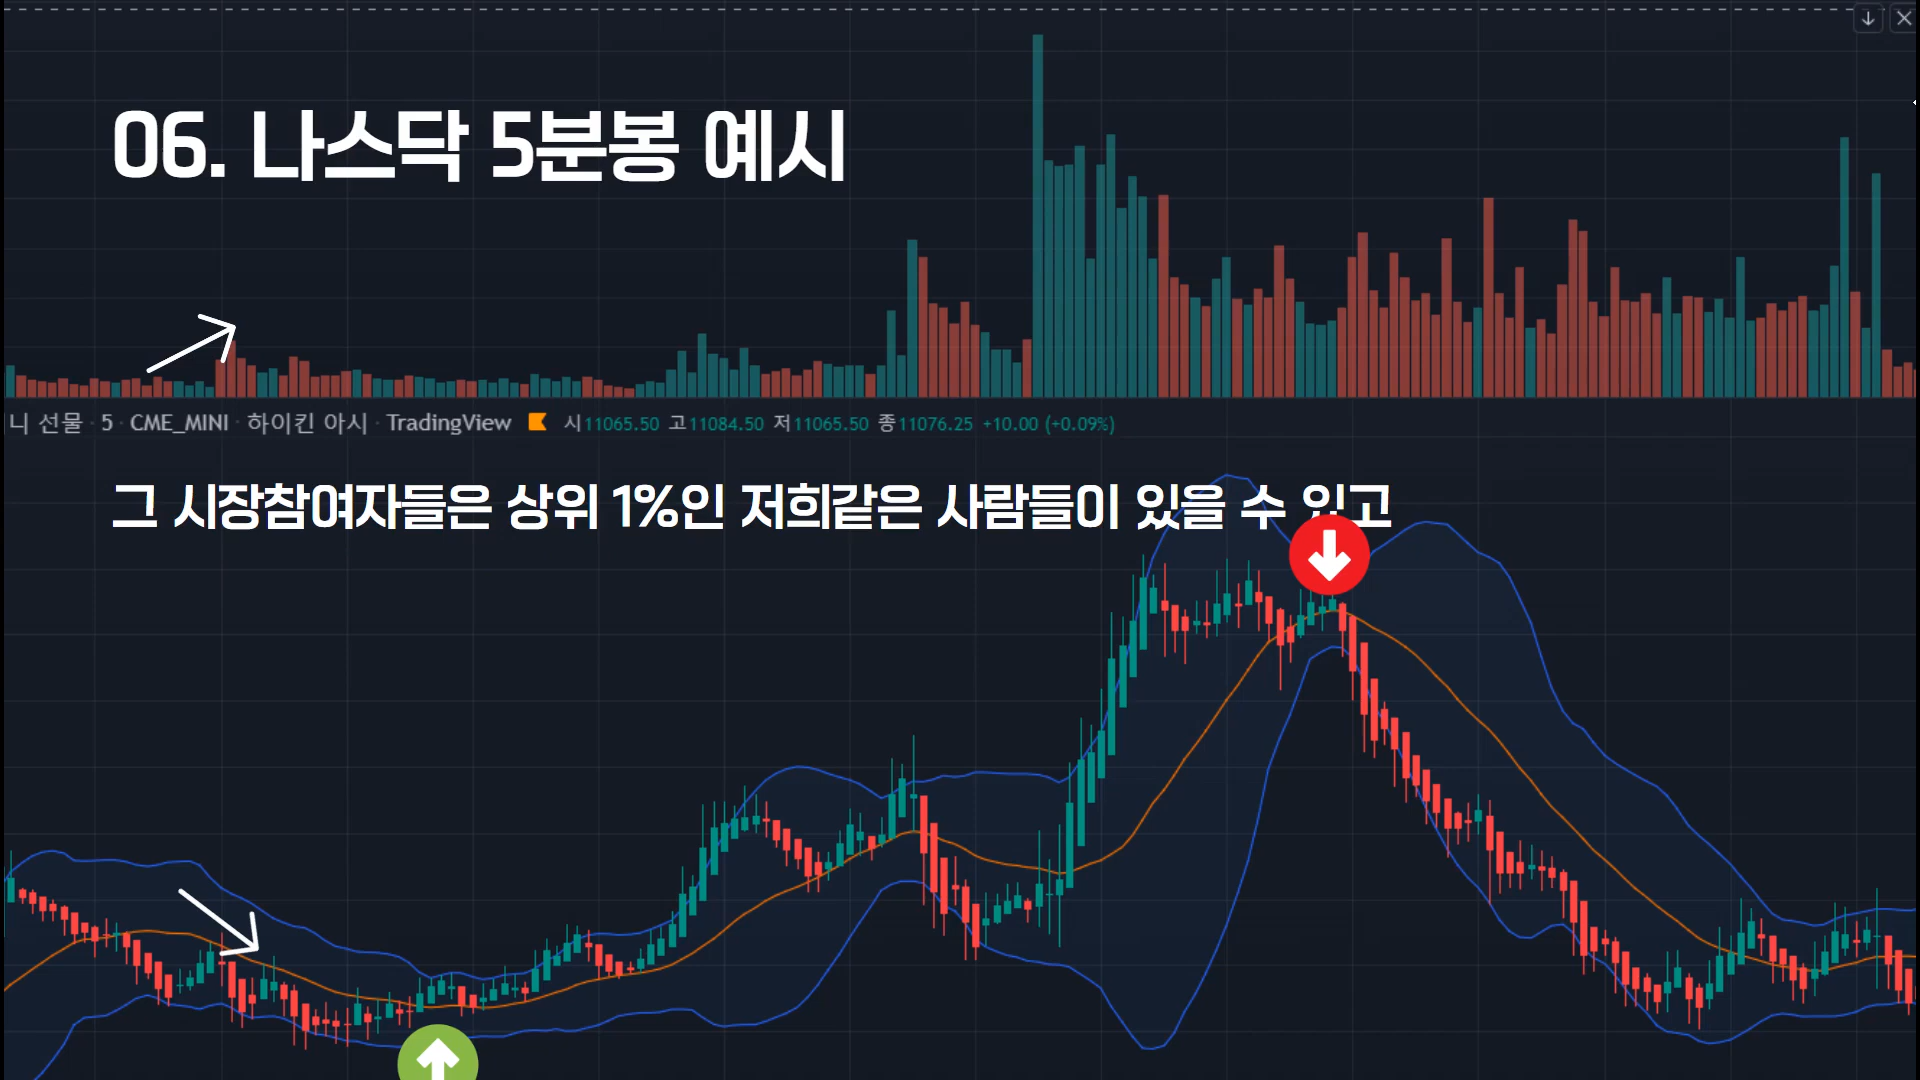 06. 나스닥 5분봉 예시
니 선물 · 5 · CME_MINI · 하이킨 아시 · TradingView 시11065.50 고11084.50 저11065.50 종11076.25 +10.00 (+0.09%)
그 시장참여자들은 상위 1%인 저희같은 사람들이 있을 수 있고